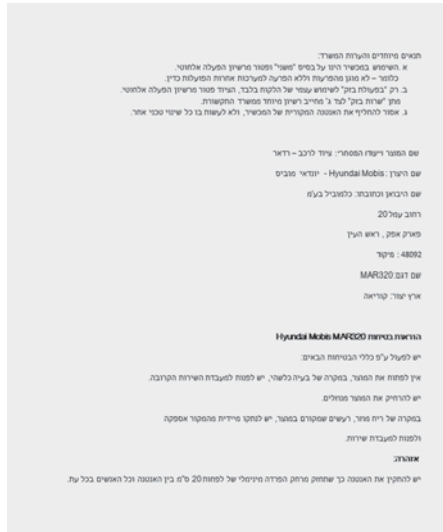 תנאים מיוחדים והערות המשרד:
א. השימוש במכשיר הינו על בסיס "משני" ופטור מרשיון הפעלה אלחוטי.
כלומר – לא מוגן מהפרעות וללא הפרעה למערכות אחרות הפועלות כדין.
ב. רק "בפעולת בזק" לשימוש עצמי של הלקוח בלבד, הציוד פטור מרשיון הפעלה אלחוטי.
מתן "שרות בזק" לצד ג' מחייב רשיון מיוחד ממשרד התקשורת.
ג. אסור להחליף את האנטנה המקורית של המכשיר, ולא לעשות בו כל שינוי טכני אחר.
שם המוצר וייעודו המסחרי: ציוד לרכב – רדאר
שם היצרן: Hyundai Mobis - יונדאי מוביס
שם היבואן וכתובתו: כלמוביל בע"מ
רחוב עמל 20
פארק אפק, ראש העין
48092 : מיקוד
שם דגם: MAR320
ארץ יצור: קוריאה
הוראות בטיחות Hyundai Mobis MAR320
יש לפעול ע"פ כללי הבטיחות הבאים:
אין לפתוח את המוצר, במקרה של בעיה כלשהי, יש לפנות למעבדת השירות הקרובה.
יש להרחיק את המוצר מנוזלים.
במקרה של ריח מוזר, רעשים שמקורם במוצר, יש לנתקו מיידית מהמקור אספקה
ולפנות למעבדת שירות.
אזהרה:
יש להתקין את האנטנה כך שתחזק מרחק הפרדה מינימלי של לפחות 20 ס"מ בין האנטנה וכל האנשים בכל עת.